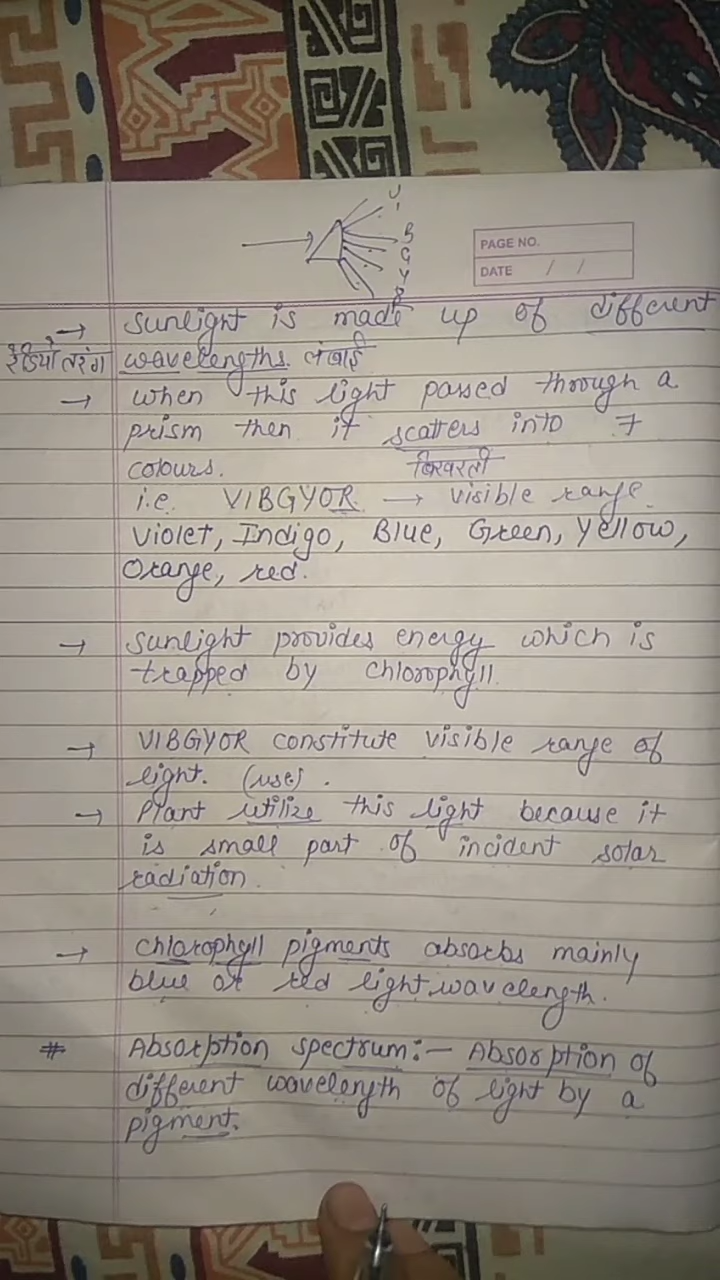 V
I
B
G
Y
R
PAGE NO.
DATE / /
→ Sunlight is made up of different
रेडियो तरंग wavelengths. लंबाई
→ when this light passed through a
prism then it scatters into 7
colours. बिखरती
i.e. VIBGYOR → visible range.
Violet, Indigo, Blue, Green, Yellow,
Orange, red.
→ Sunlight provides energy which is
trapped by chlorophyll.
→ VIBGYOR constitute visible range of
light. (use).
→ Plant utilize this light because it
is small part of incident solar
radiation.
→ chlorophyll pigments absorbs mainly
blue or red light wavelength.
# Absorption spectrum:- Absorption of
different wavelength of light by a
pigment.